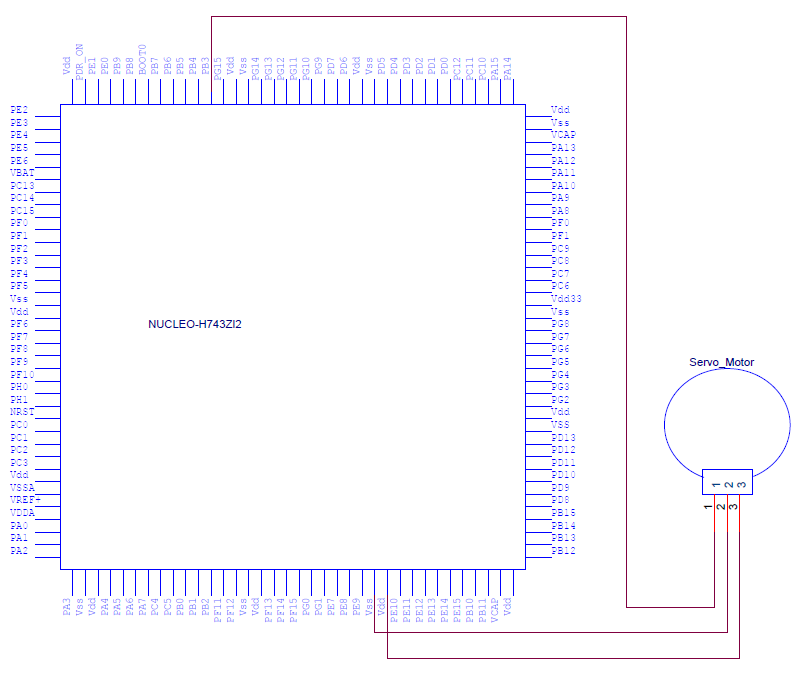 Vdd
PDR_ON
PE1
PE0
PB9
PB8
BOOT0
PB7
PB6
PB5
PB4
PB3
PG15
Vdd
Vss
PG14
PG13
PG12
PG11
PG10
PG9
PD7
PD6
Vdd
Vss
PD5
PD4
PD3
PD2
PD1
PD0
PC12
PC11
PC10
PA15
PA14
PE2
PE3
PE4
PE5
PE6
VBAT
PC13
PC14
PC15
PF0
PF1
PF2
PF3
PF4
PF5
Vss
Vdd
PF6
PF7
PF8
PF9
PF10
PH0
PH1
NRST
PC0
PC1
PC2
PC3
Vdd
VSSA
VREF+
VDDA
PA0
PA1
PA2
NUCLEO-H743ZI2
Vdd
Vss
VCAP
PA13
PA12
PA11
PA10
PA9
PA8
PF0
PF1
PC9
PC8
PC7
PC6
Vdd33
Vss
PG8
PG7
PG6
PG5
PG4
PG3
PG2
Vdd
VSS
PD13
PD12
PD11
PD10
PD9
PD8
PB15
PB14
PB13
PB12
Servo_Motor
1 2 3
1 2 3
PA3
Vss
Vdd
PA4
PA5
PA6
PA7
PC4
PC5
PB0
PB1
PB2
PF11
PF12
Vss
Vdd
PF13
PF14
PF15
PG0
PG1
PE7
PE8
PE9
Vss
Vdd
PE10
PE11
PE12
PE13
PE14
PE15
PB10
PB11
VCAP
Vdd